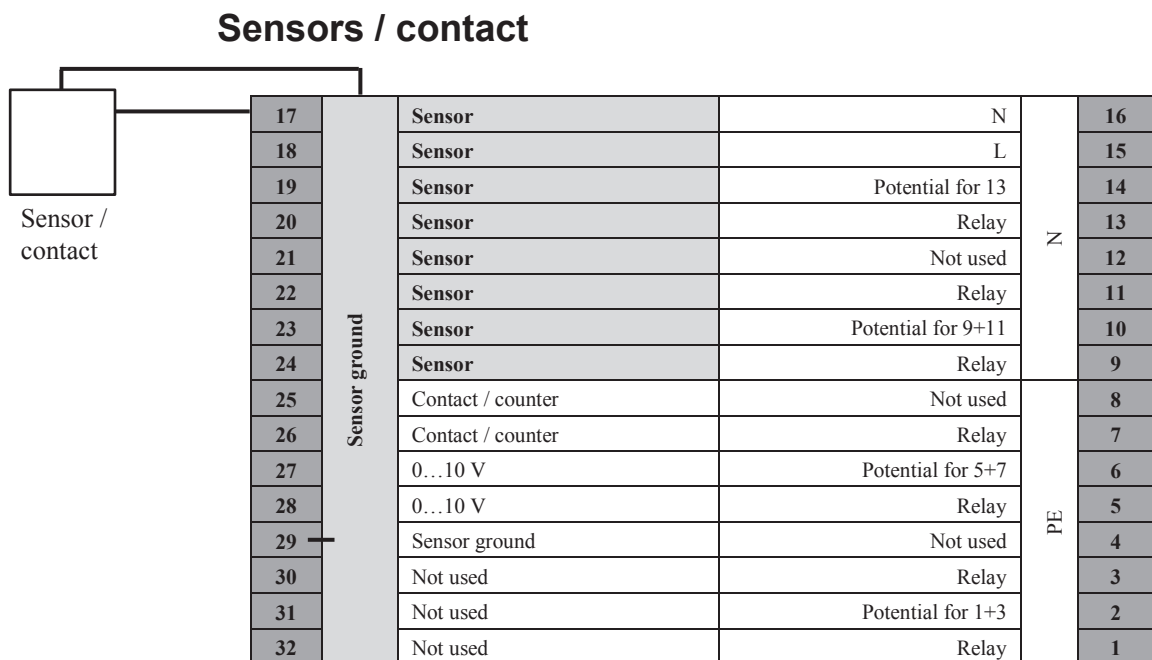 Sensors / contact
Sensor /
contact
Sensor ground
N
PE
17 Sensor N 16
18 Sensor L 15
19 Sensor Potential for 13 14
20 Sensor Relay 13
21 Sensor Not used 12
22 Sensor Relay 11
23 Sensor Potential for 9+11 10
24 Sensor Relay 9
25 Contact / counter Not used 8
26 Contact / counter Relay 7
27 0…10 V Potential for 5+7 6
28 0…10 V Relay 5
29 Sensor ground Not used 4
30 Not used Relay 3
31 Not used Potential for 1+3 2
32 Not used Relay 1